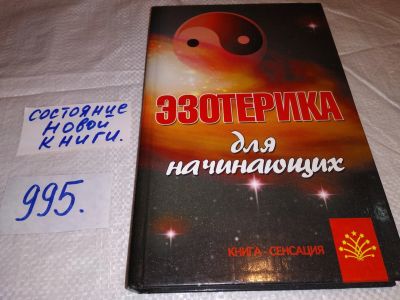 состояние
новой
книги.
995.
ЭЗОТЕРИКА
для
начинающих
КНИГА - СЕНСАЦИЯ